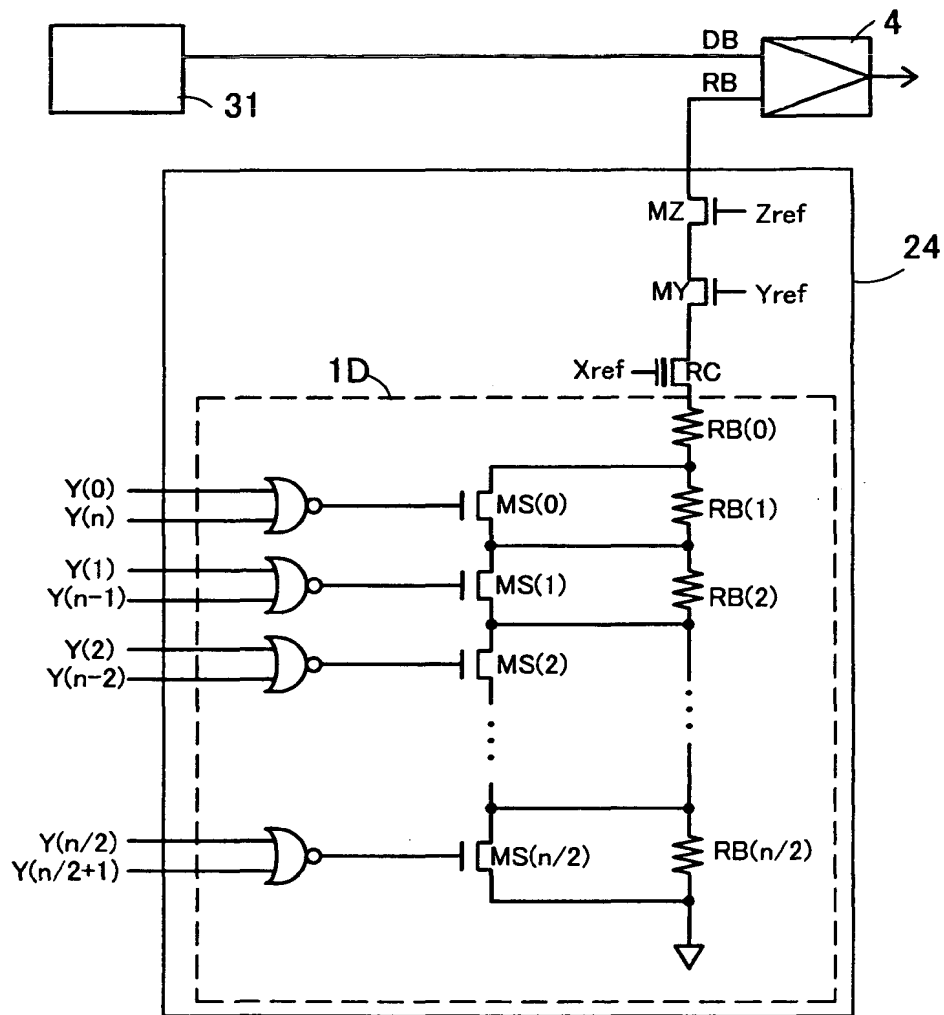 4
DB
RB
31
MZ
Zref
24
MY
Yref
1D
Xref
RC
RB(0)
Y(0)
Y(n)
MS(0)
RB(1)
Y(1)
Y(n-1)
MS(1)
RB(2)
Y(2)
Y(n-2)
MS(2)
Y(n/2)
Y(n/2+1)
MS(n/2)
RB(n/2)